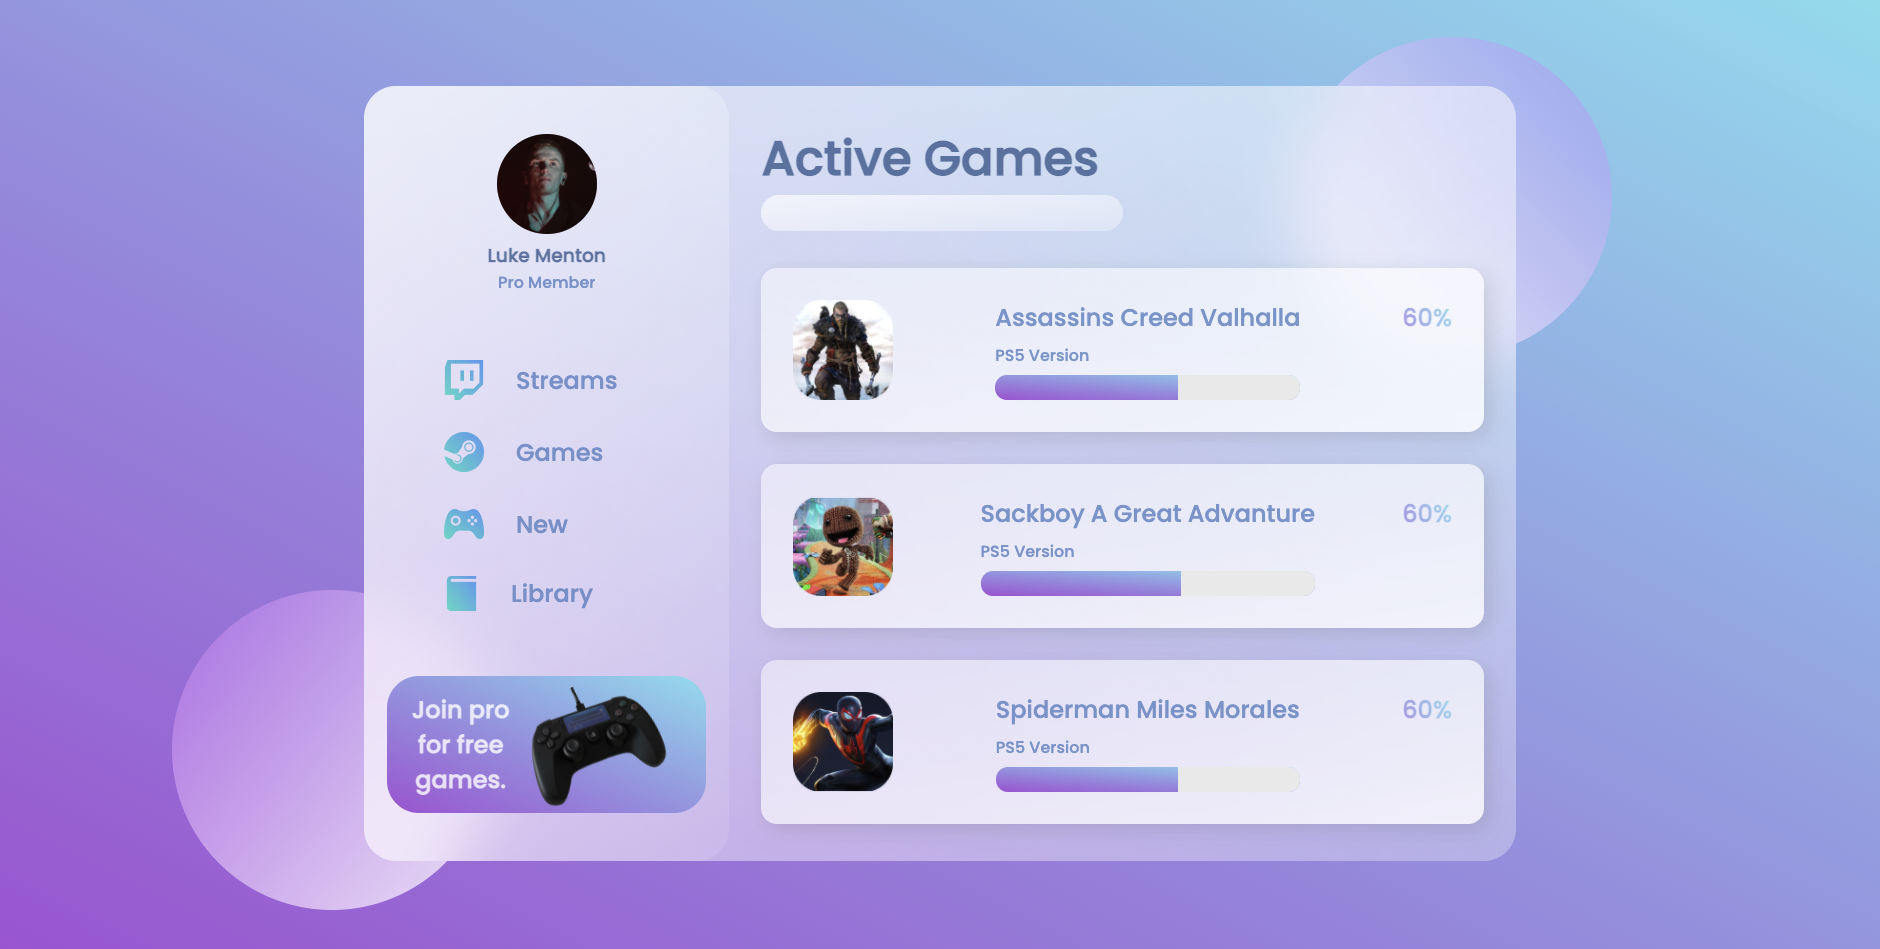 Luke Menton
Pro Member
Streams
Games
New
Library
Join pro
for free
games.
Active Games
Assassins Creed Valhalla
60%
PS5 Version
Sackboy A Great Advanture
60%
PS5 Version
Spiderman Miles Morales
60%
PS5 Version